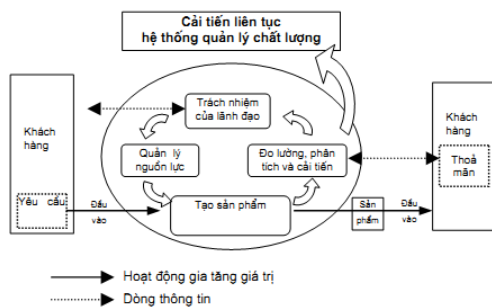 Cải tiến liên tục
hệ thống quản lý chất lượng
Khách
hàng
Yêu cầu
Đầu
vào
Trách nhiệm
của lãnh đạo
Quản lý
nguồn lực
Đo lường, phân
tích và cải tiến
Tạo sản phẩm
Sản
phẩm
Đầu
vào
Khách
hàng
Thoả
mãn
Hoạt động gia tăng giá trị
Dòng thông tin